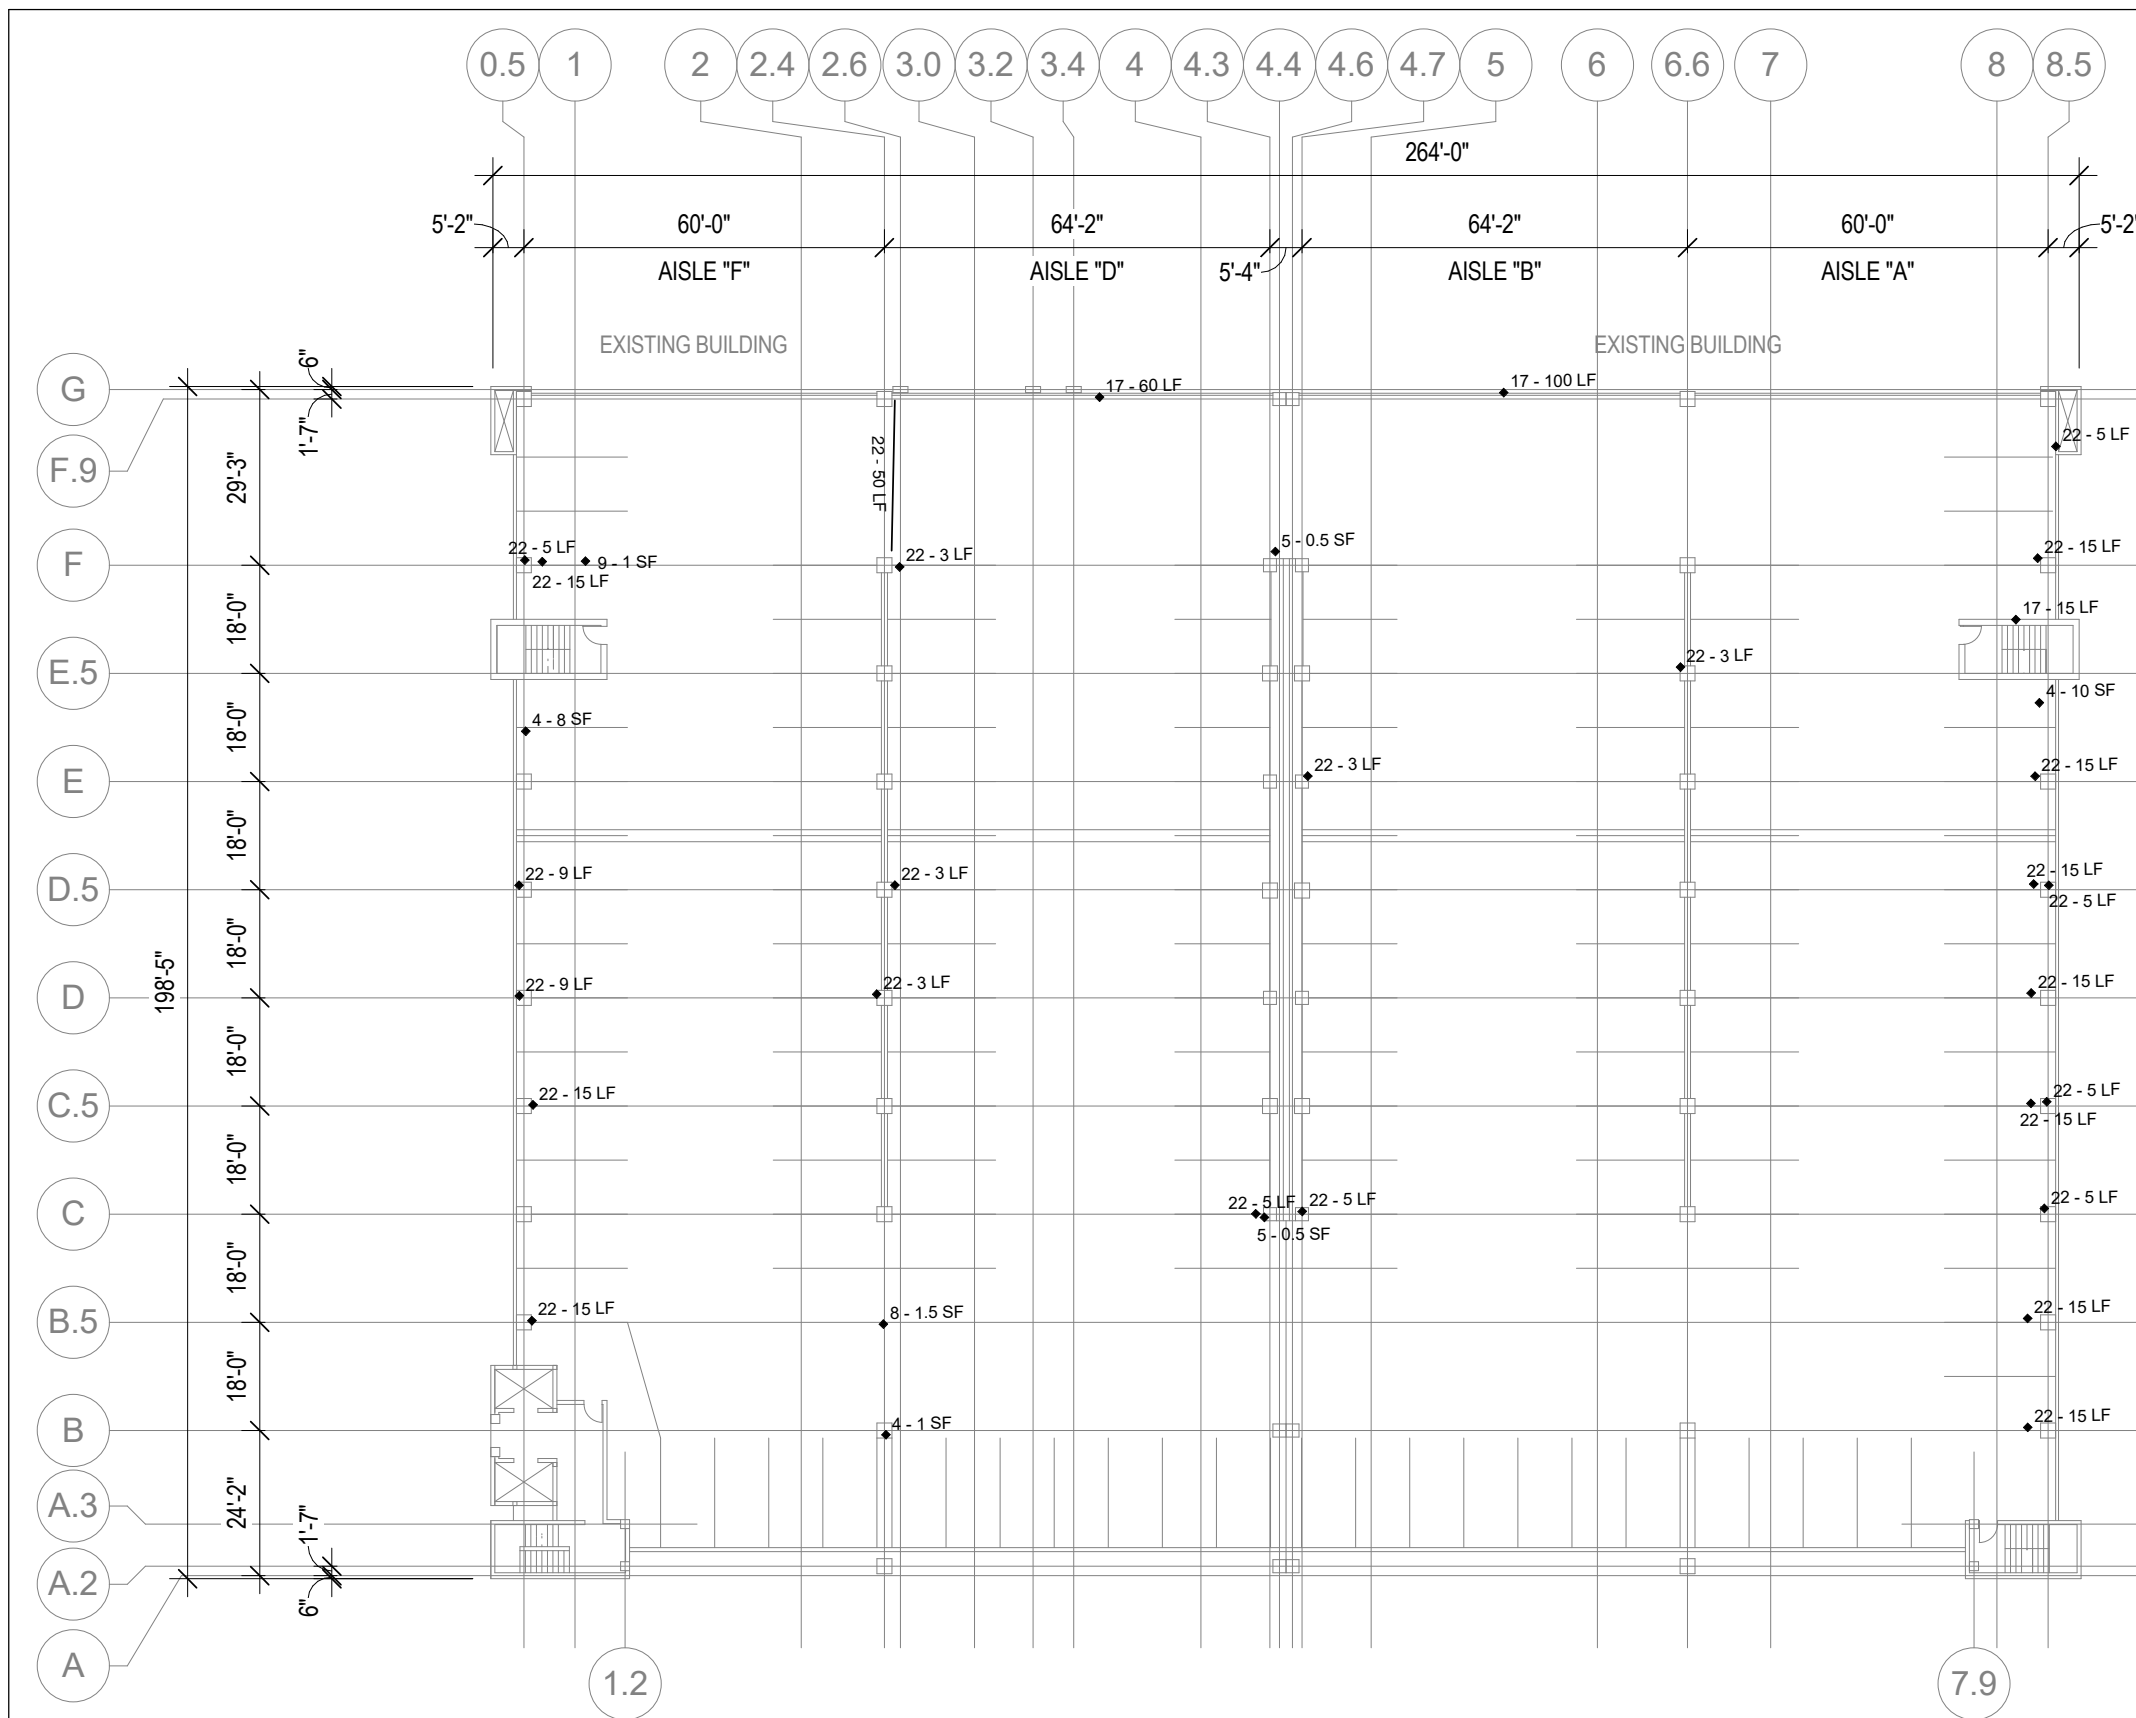 0.5 1 2 2.4 2.6 3.0 3.2 3.4 4 4.3 4.4 4.6 4.7 5 6 6.6 7 8 8.5
264'-0"
5'-2" 60'-0" 64'-2" 64'-2" 60'-0" 5'-2"
AISLE "F" AISLE "D" 5'-4" AISLE "B" AISLE "A"
EXISTING BUILDING EXISTING BUILDING
6"
G
17 - 60 LF 17 - 100 LF
1'-7"
22 - 5 LF
F.9
29'-3"
22 - 50 LF
5 - 0.5 SF
22 - 5 LF
22 - 3 LF
22 - 15 LF
F
9 - 1 SF
22 - 15 LF
17 - 15 LF
18'-0"
22 - 3 LF
E.5
4 - 10 SF
4 - 8 SF
18'-0"
22 - 3 LF
22 - 15 LF
E
18'-0"
22 - 9 LF
22 - 3 LF
22 - 15 LF
D.5
22 - 5 LF
18'-0"
198'-5"
22 - 9 LF
22 - 3 LF
22 - 15 LF
D
18'-0"
22 - 15 LF
22 - 5 LF
C.5
22 - 15 LF
18'-0"
22 - 5 LF
22 - 5 LF
22 - 5 LF
C
5 - 0.5 SF
18'-0"
22 - 15 LF
8 - 1.5 SF
22 - 15 LF
B.5
18'-0"
4 - 1 SF
22 - 15 LF
B
24'-2"
A.3
1'-7"
A.2
6"
A
1.2 7.9